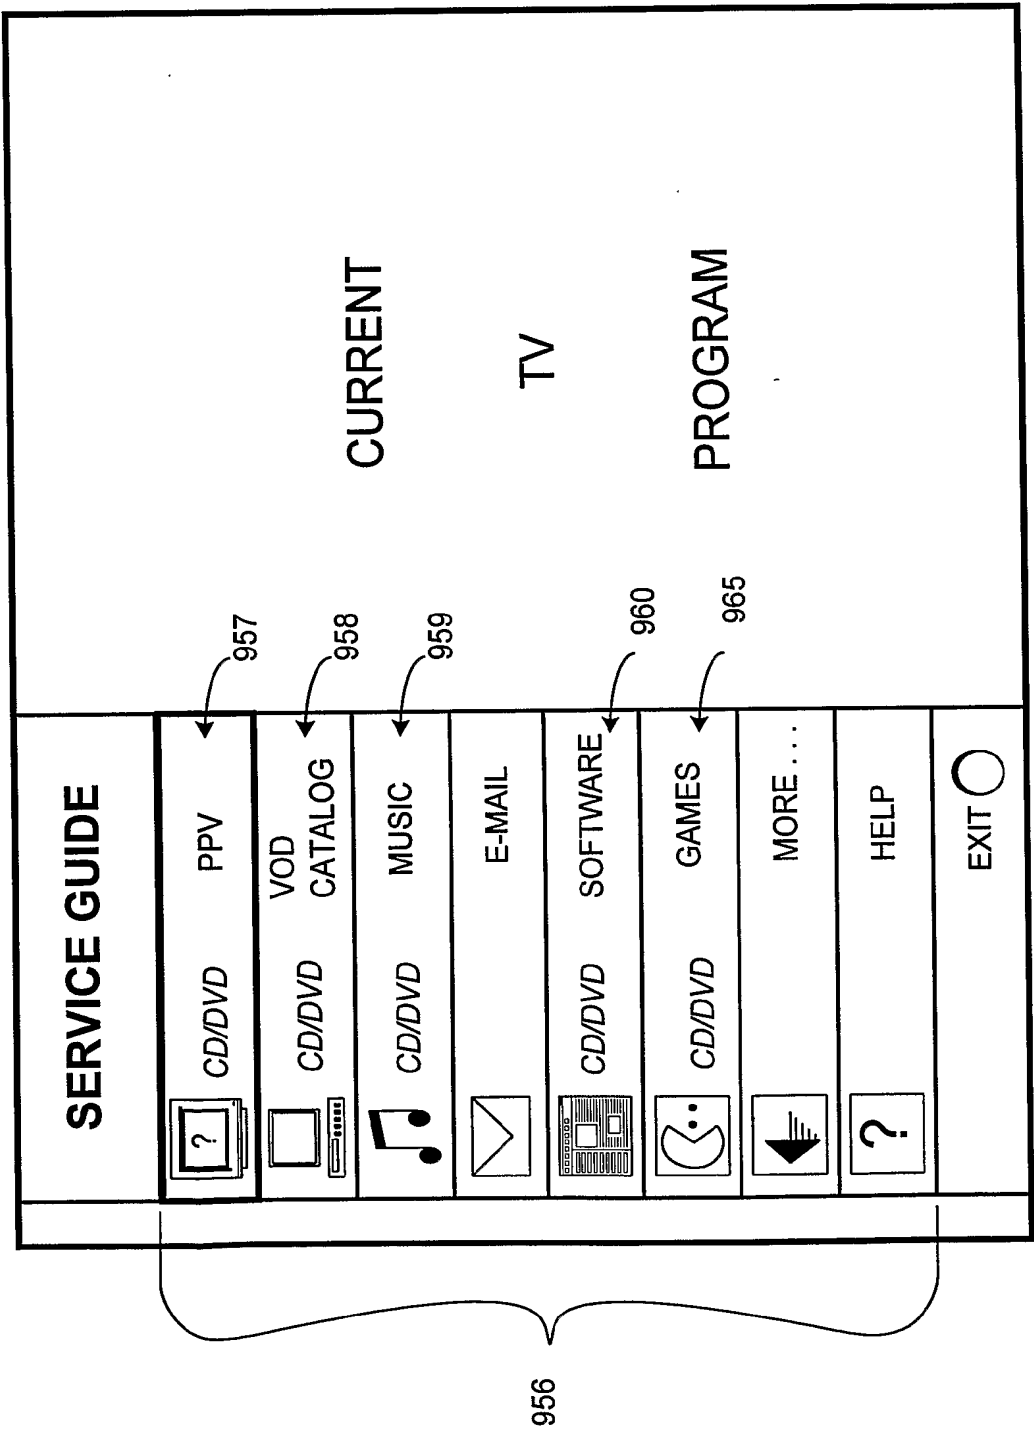 SERVICE GUIDE
? CD/DVD PPV
957
CD/DVD VOD CATALOG
958
CD/DVD MUSIC
959
E-MAIL
CD/DVD SOFTWARE
960
CD/DVD GAMES
965
MORE....
? HELP
EXIT
956
CURRENT
TV
PROGRAM